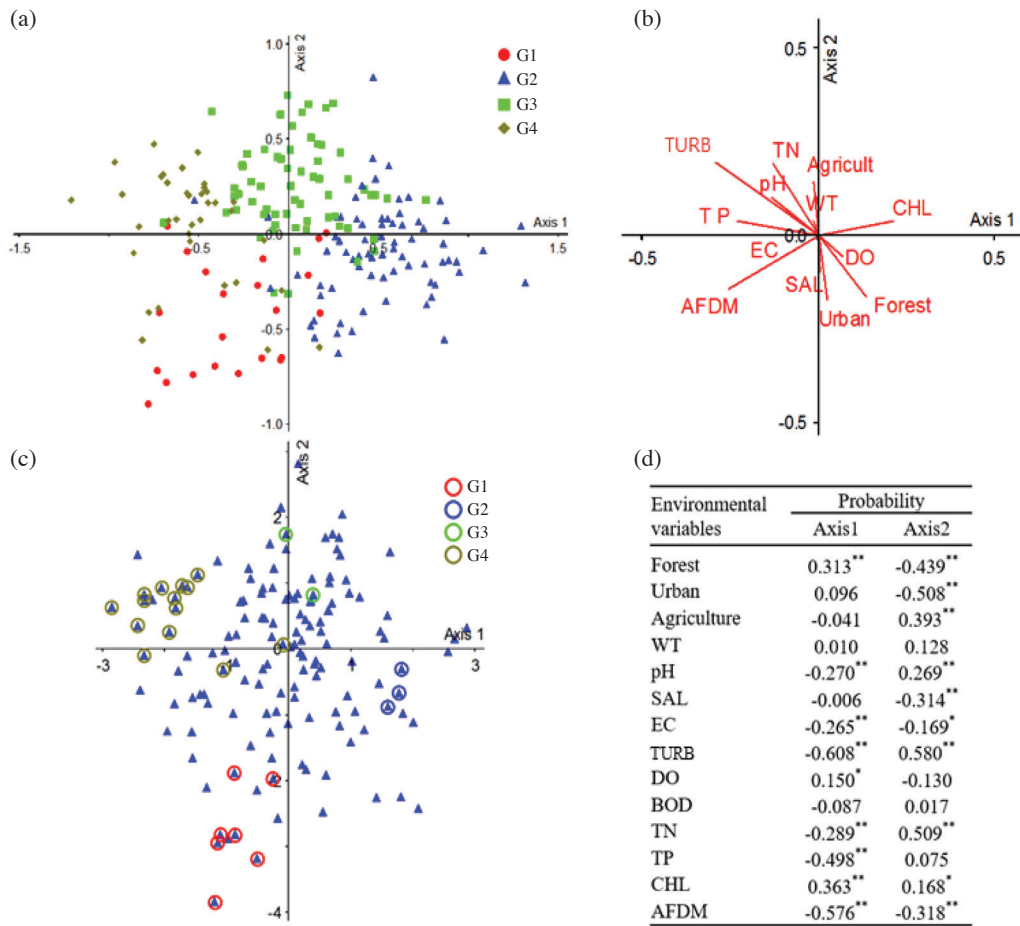 (a)
Axis 2
1.0
0.5
0.0
-0.5
-1.0
-1.5
-0.5
0.5
1.5
Axis 1
G1
G2
G3
G4
(b)
Axis 2
0.5
TURB
TN
Agricult
pH
WT
TP
CHL
Axis 1
0.0
-0.5
0.5
EC
DO
SAL
AFDM
Urban
Forest
-0.5
(c)
Axis 2
2
G1
G2
G3
G4
Axis 1
-3
-1
0
1
3
-2
-4
(d)
Environmental variables Probability
Axis1 Axis2
Forest 0.313** -0.439**
Urban 0.096 -0.508**
Agriculture -0.041 0.393**
WT 0.010 0.128
pH -0.270** 0.269**
SAL -0.006 -0.314**
EC -0.265** -0.169*
TURB -0.608** 0.580**
DO 0.150* -0.130
BOD -0.087 0.017
TN -0.289** 0.509**
TP -0.498** 0.075
CHL 0.363** 0.168*
AFDM -0.576** -0.318**